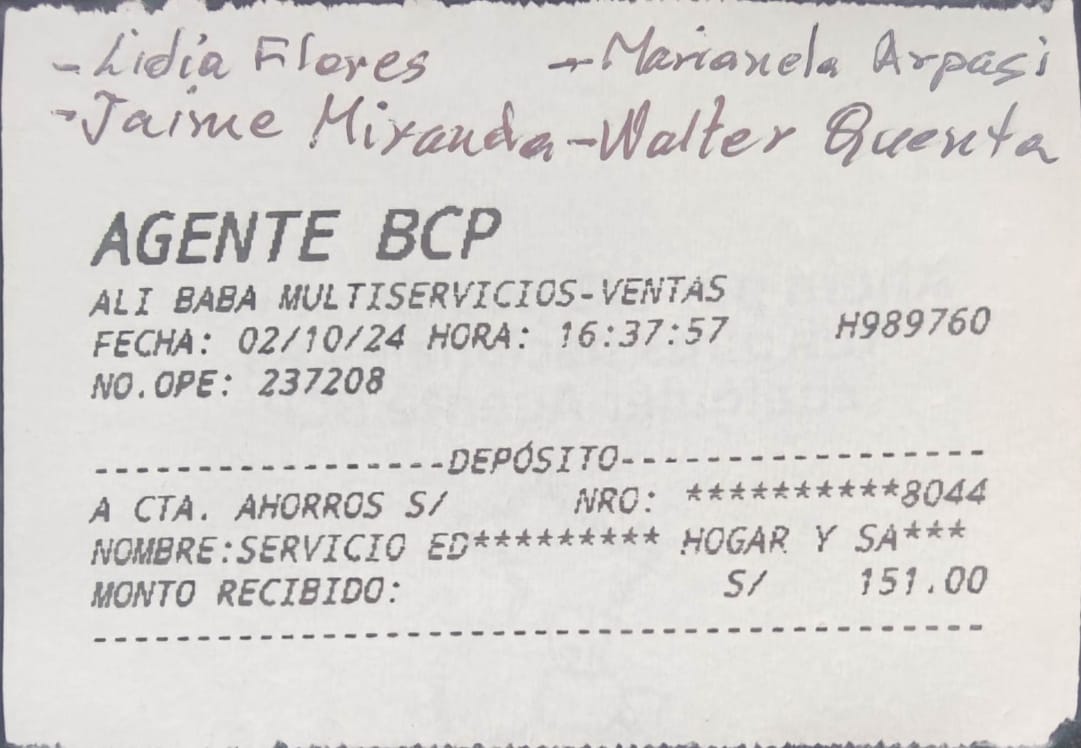 - Lidia Flores - Marianela Arpasi
- Jaime Miranda - Walter Quenta
AGENTE BCP
ALI BABA MULTISERVICIOS-VENTAS
FECHA: 02/10/24 HORA: 16:37:57 H989760
NO.OPE: 237208
-----------------DEPÓSITO-----------------
A CTA. AHORROS S/ NRO: **********8044
NOMBRE:SERVICIO ED********* HOGAR Y SA***
MONTO RECIBIDO: S/ 151.00
-------------------------------------------